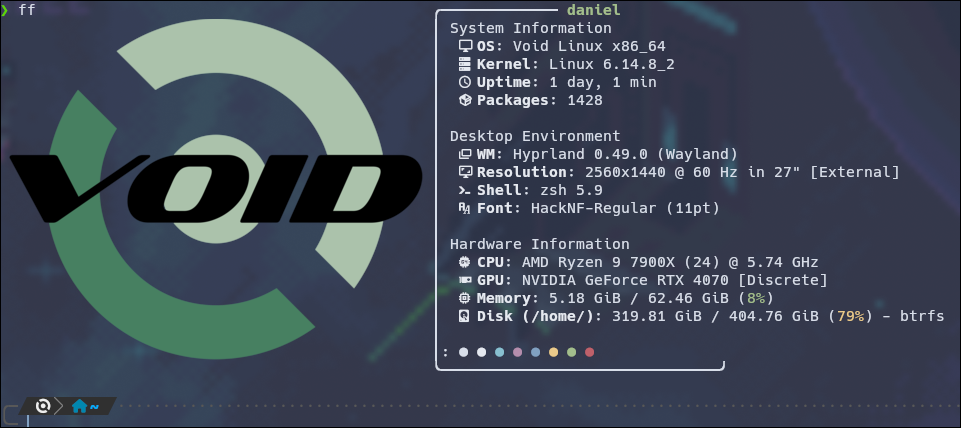 ❯ ff
daniel
VOID
System Information
OS: Void Linux x86_64
Kernel: Linux 6.14.8_2
Uptime: 1 day, 1 min
Packages: 1428
Desktop Environment
WM: Hyprland 0.49.0 (Wayland)
Resolution: 2560x1440 @ 60 Hz in 27" [External]
Shell: zsh 5.9
Font: HackNF-Regular (11pt)
Hardware Information
CPU: AMD Ryzen 9 7900X (24) @ 5.74 GHz
GPU: NVIDIA GeForce RTX 4070 [Discrete]
Memory: 5.18 GiB / 62.46 GiB (8%)
Disk (/home/): 319.81 GiB / 404.76 GiB (79%) - btrfs
:
~